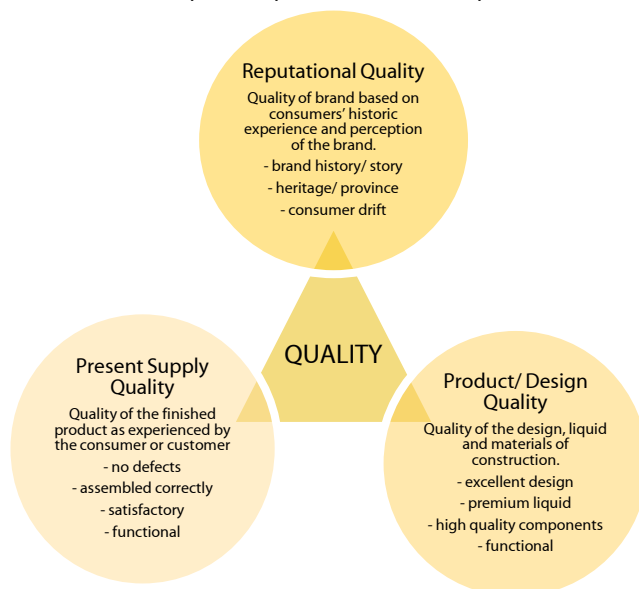 Reputational Quality
Quality of brand based on
consumers’ historic
experience and perception
of the brand.
- brand history/ story
- heritage/ province
- consumer drift
QUALITY
Present Supply
Quality
Quality of the finished
product as experienced by
the consumer or customer
- no defects
- assembled correctly
- satisfactory
- functional
Product/ Design
Quality
Quality of the design, liquid
and materials of
construction.
- excellent design
- premium liquid
- high quality components
- functional